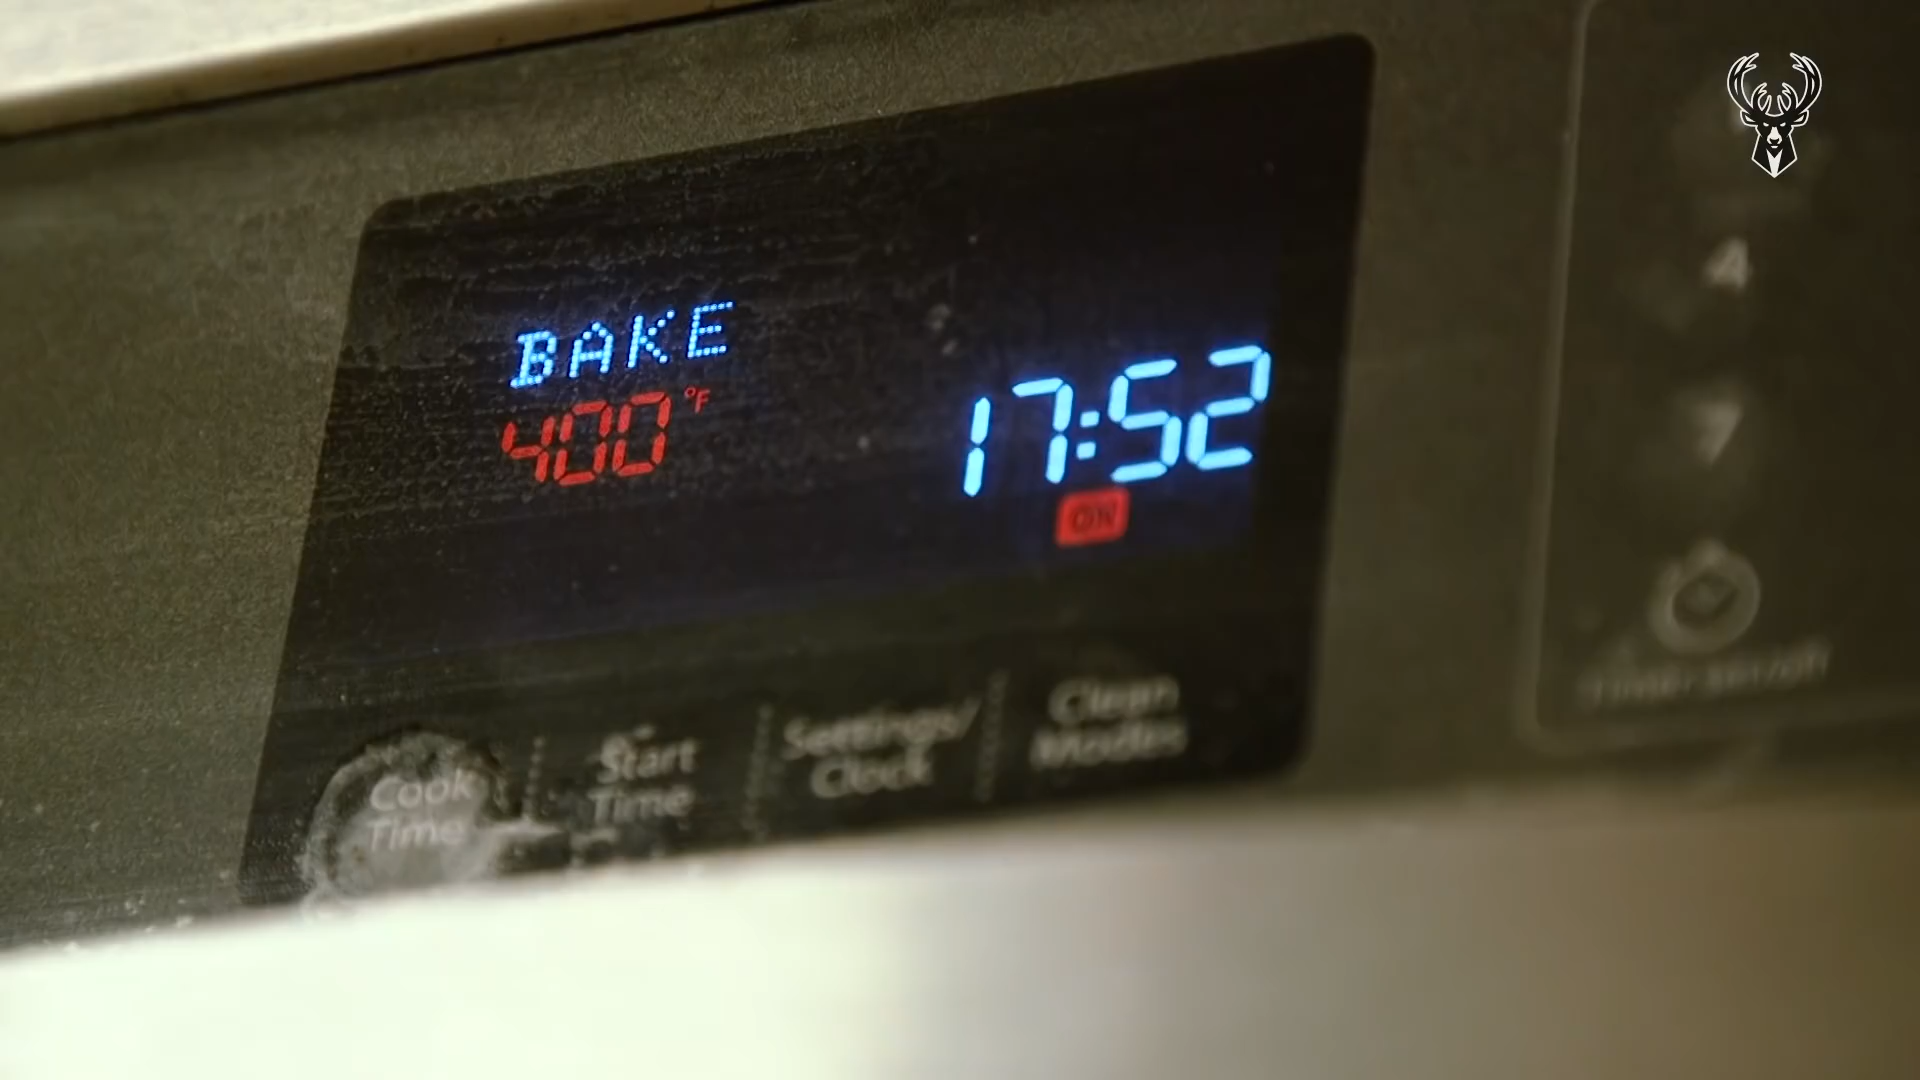 BAKE
400°F
17:52
ON
4
7
Cook
Time
Start
Time
Settings/
Clock
Clean
Modes